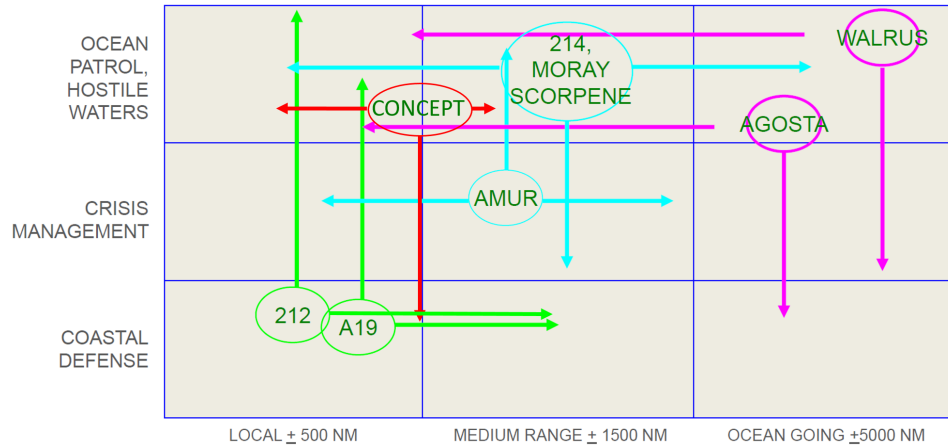 OCEAN
PATROL,
HOSTILE
WATERS
214,
MORAY
SCORPENE
WALRUS
CONCEPT
AGOSTA
CRISIS
MANAGEMENT
AMUR
COASTAL
DEFENSE
212
A19
LOCAL ± 500 NM
MEDIUM RANGE ± 1500 NM
OCEAN GOING ±5000 NM